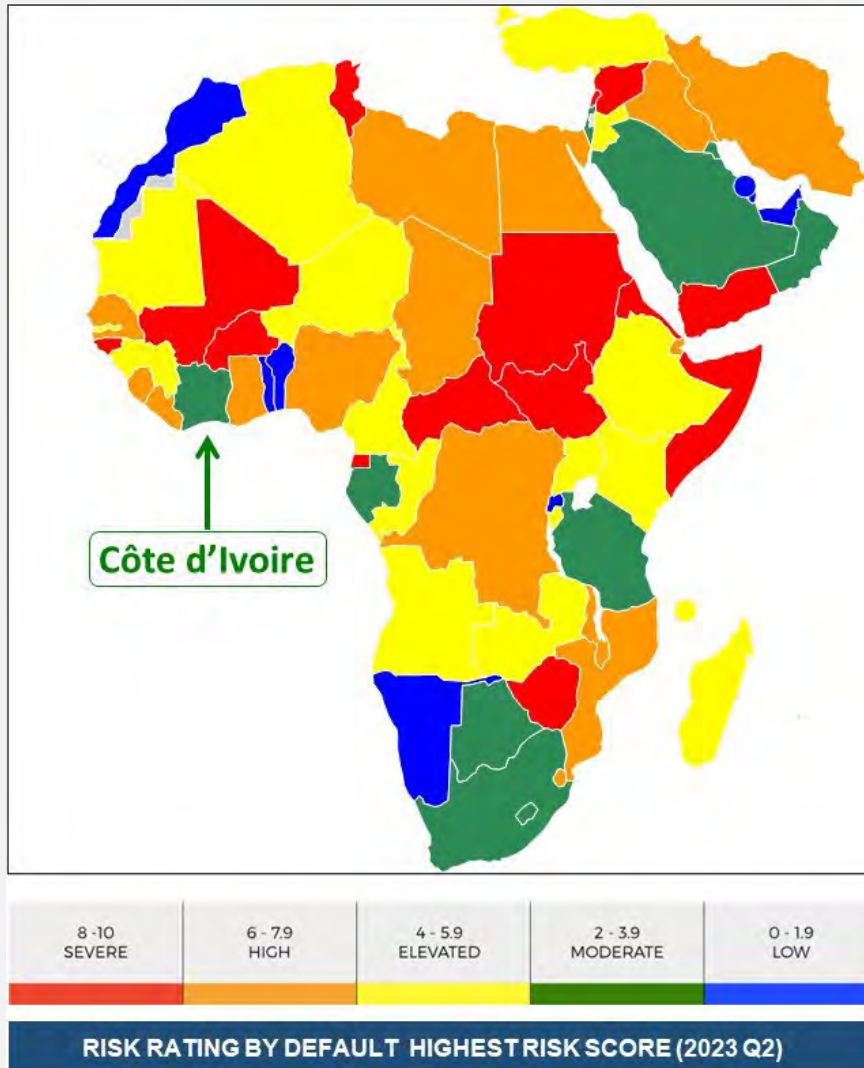 Côte d’Ivoire
8 -10 6 - 7.9 4 - 5.9 2 - 3.9 0 - 1.9
SEVERE HIGH ELEVATED MODERATE LOW
RISK RATING BY DEFAULT HIGHEST RISK SCORE (2023 Q2)